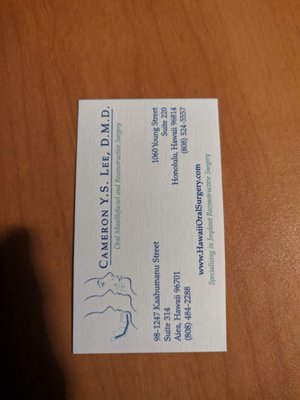 CAMERON Y.S. LEE, D.M.D.
Oral Maxillofacial and Reconstructive Surgery
98-1247 Kaahumanu Street
Suite 314
Aiea, Hawaii 96701
(808) 484-2288
1060 Young Street
Suite 220
Honolulu, Hawaii 96814
(808) 524-5557
www.HawaiiOralSurgery.com
Specializing in Implant Reconstructive Surgery